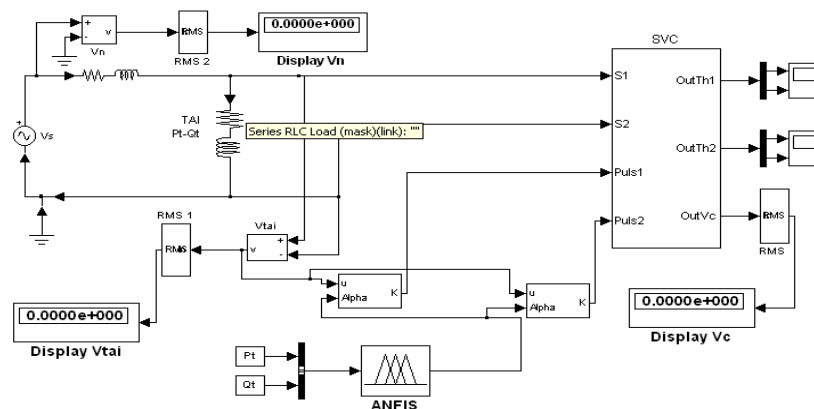 +
-
v
Vn
RMS
RMS 2
0.0000e+000
Display Vn
SVC
S1
OutTh1
TAI
Pt-Qt
Series RLC Load (mask)(link): ""
+
Vs
S2
OutTh2
Puls1
RMS 1
Vtai
RMS
v
+
-
Puls2
OutVc
RMS
RMS
u
Alpha
K
u
Alpha
K
0.0000e+000
Display Vtai
0.0000e+000
Display Vc
Pt
Qt
ANFIS